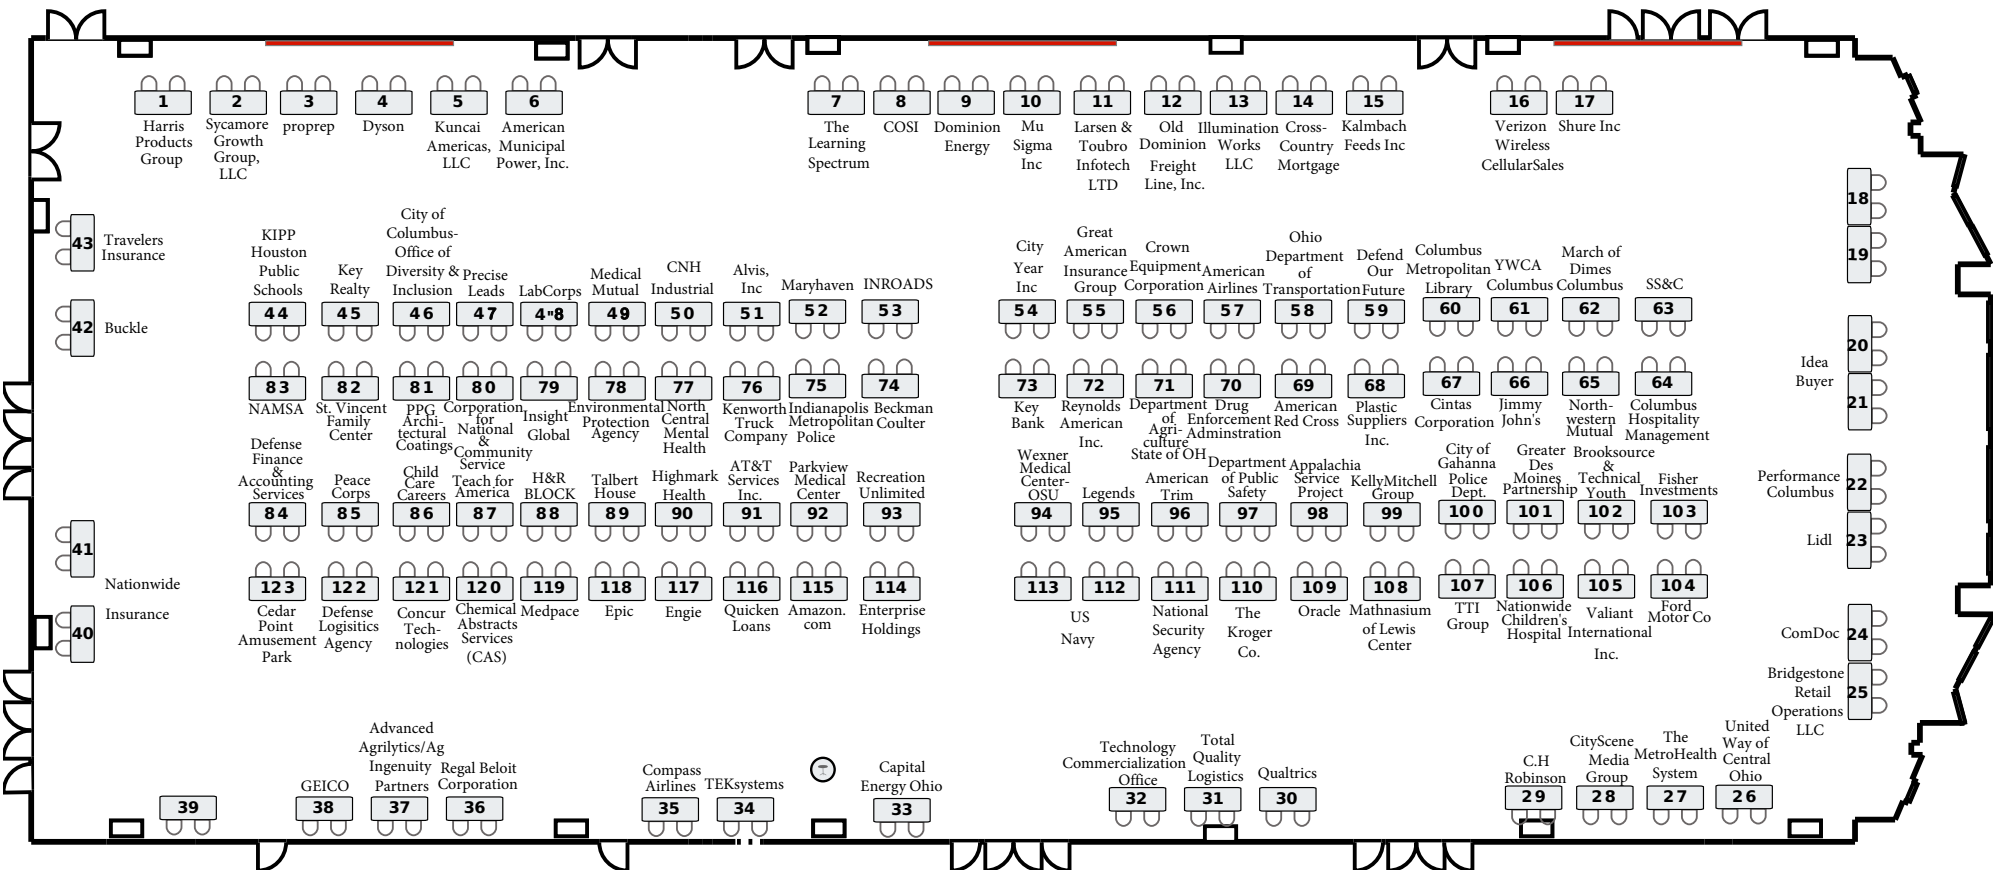 1
Harris
Products
Group
2
Sycamore
Growth
Group,
LLC
3
proprep
4
Dyson
5
Kuncai
Americas,
LLC
6
American
Municipal
Power, Inc.
7
The
Learning
Spectrum
8
COSI
9
Dominion
Energy
10
Mu
Sigma
Inc
11
Larsen &
Toubro
Infotech
LTD
12
Old
Dominion
Freight
Line, Inc.
13
Illumination
Works
LLC
14
Cross-
Country
Mortgage
15
Kalmbach
Feeds Inc
16
Verizon
Wireless
CellularSales
17
Shure Inc
18
19
20
Idea
Buyer
21
Performance
Columbus
22
Lidl
23
ComDoc
24
Bridgestone
Retail
Operations
LLC
25
43
Travelers
Insurance
42
Buckle
41
Nationwide
Insurance
40
KIPP
Houston
Public
Schools
44
Key
Realty
45
City of
Columbus-
Office of
Diversity &
Inclusion
46
Precise
Leads
47
LabCorps
4"8
Medical
Mutual
49
CNH
Industrial
50
Alvis,
Inc
51
Maryhaven
52
INROADS
53
City
Year
Inc
54
Great
American
Insurance
Group
55
Crown
Equipment
Corporation
56
American
Airlines
57
Ohio
Department
of
Transportation
58
Defend
Our
Future
59
Columbus
Metropolitan
Library
60
YWCA
Columbus
61
March of
Dimes
Columbus
62
SS&C
63
83
NAMSA
82
St. Vincent
Family
Center
81
PPG
Archi-
tectural
Coatings
80
Corporation
for
National
&
Community
Service
79
Insight
Global
78
Environmental
Protection
Agency
77
North
Central
Mental
Health
76
Kenworth
Truck
Company
75
Indianapolis
Metropolitan
Police
74
Beckman
Coulter
73
Key
Bank
72
Reynolds
American
Inc.
71
Department
of
Agri-
culture
State of OH
70
Drug
Enforcement
Adminstration
69
American
Red Cross
68
Plastic
Suppliers
Inc.
67
Cintas
Corporation
66
Jimmy
John's
65
North-
western
Mutual
64
Columbus
Hospitality
Management
Defense
Finance
&
Accounting
Services
84
Peace
Corps
85
Child
Care
Careers
86
Teach for
America
87
H&R
BLOCK
88
Talbert
House
89
Highmark
Health
90
AT&T
Services
Inc.
91
Parkview
Medical
Center
92
Recreation
Unlimited
93
Wexner
Medical
Center-
OSU
94
Legends
95
American
Trim
96
Department
of Public
Safety
97
Appalachia
Service
Project
98
KellyMitchell
Group
99
City of
Gahanna
Police
Dept.
100
Greater
Des
Moines
Partnership
101
Brooksource
&
Technical
Youth
102
Fisher
Investments
103
123
Cedar
Point
Amusement
Park
122
Defense
Logisitics
Agency
121
Concur
Tech-
nologies
120
Chemical
Abstracts
Services
(CAS)
119
Medpace
118
Epic
117
Engie
116
Quicken
Loans
115
Amazon.
com
114
Enterprise
Holdings
113
112
US
Navy
111
National
Security
Agency
110
The
Kroger
Co.
109
Oracle
108
Mathnasium
of Lewis
Center
107
TTI
Group
106
Nationwide
Children's
Hospital
105
Valiant
International
Inc.
104
Ford
Motor Co
39
GEICO
38
Advanced
Agrilytics/Ag
Ingenuity
Partners
37
Regal Beloit
Corporation
36
Compass
Airlines
35
TEKsystems
34
Capital
Energy Ohio
33
Technology
Commercialization
Office
32
Total
Quality
Logistics
31
Qualtrics
30
C.H
Robinson
29
CityScene
Media
Group
28
The
MetroHealth
System
27
United
Way of
Central
Ohio
26